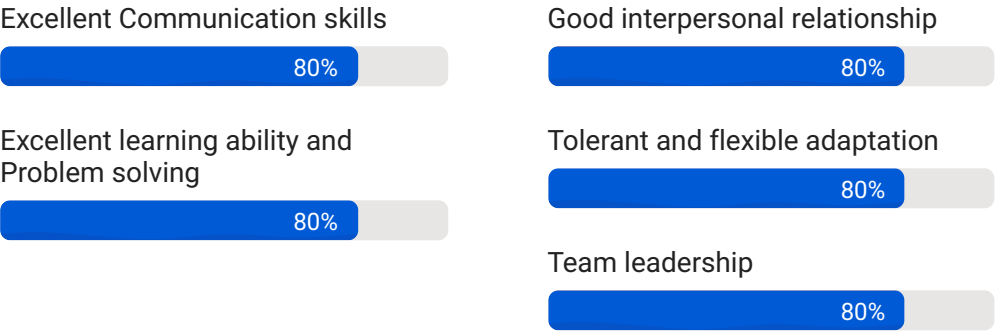 Excellent Communication skills
80%
Excellent learning ability and
Problem solving
80%
Good interpersonal relationship
80%
Tolerant and flexible adaptation
80%
Team leadership
80%